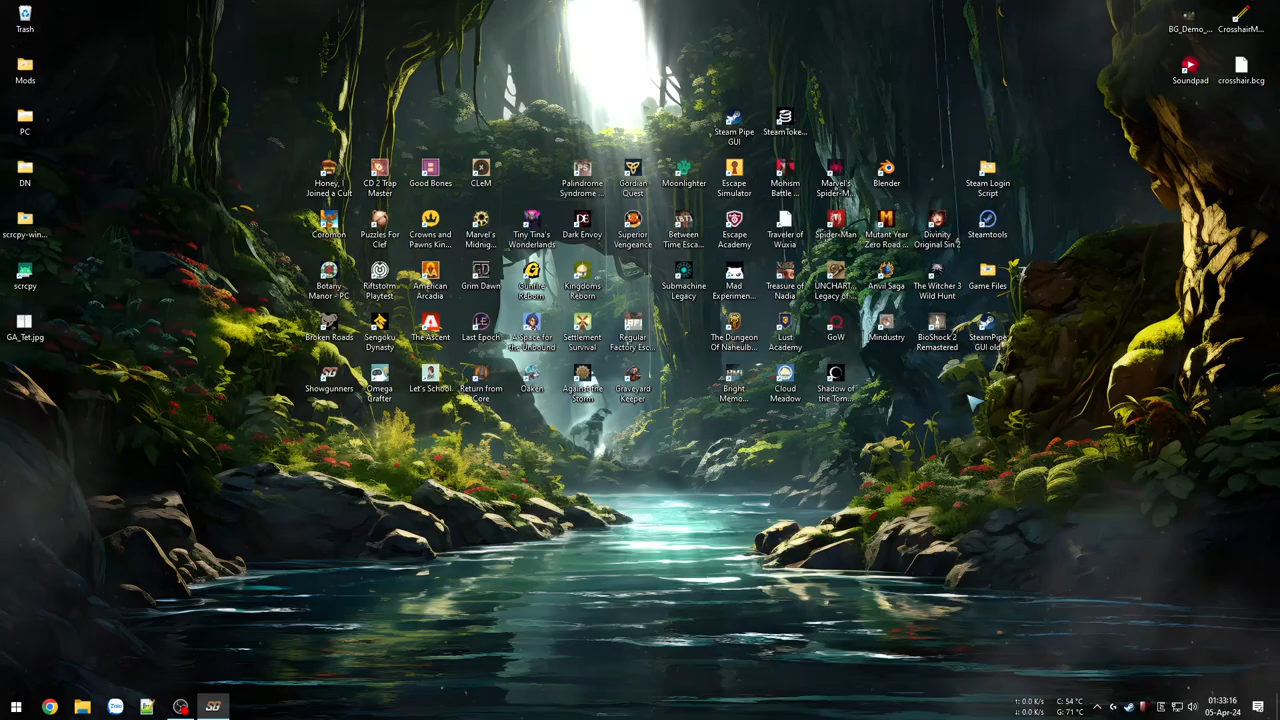 Trash
BG_Demo_...
CrosshairM...
Mods
Soundpad
crosshair.bcg
PC
Steam Pipe
GUI
SteamToke...
DN
Honey, I
Joined a Cult
CD 2 Trap
Master
Good Bones
CLeM
Palindrome
Syndrome ...
Gordian
Quest
Moonlighter
Escape
Simulator
Mohism
Battle ...
Marvel's
Spider-M...
Blender
Steam Login
Script
scrcpy-win...
Coromon
Puzzles For
Clef
Crowns and
Pawns Kin...
Marvel's
Midnig...
Tiny Tina's
Wonderlands
Dark Envoy
Superior
Vengeance
Between
Time Esca...
Escape
Academy
Traveler of
Wuxia
Spider-Man
Mutant Year
Zero Road ...
Divinity
Original Sin 2
Steamtools
scrcpy
Botany
Manor - PC
Riftstorm
Playtest
American
Arcadia
Grim Dawn
Gunfire
Reborn
Kingdoms
Reborn
Submachine
Legacy
Mad
Experimen...
Treasure of
Nadia
UNCHART...
Legacy of...
Anvil Saga
The Witcher 3
Wild Hunt
Game Files
GA_Tet.jpg
Broken Roads
Sengoku
Dynasty
The Ascent
Last Epoch
A Space for
the Unbound
Settlement
Survival
Regular
Factory Esc...
The Dungeon
Of Naheulb...
Lust
Academy
GoW
Mindustry
BioShock 2
Remastered
SteamPipe
GUI old
Showgunners
Omega
Crafter
Let's School
Return from
Core
Oaken
Against the
Storm
Graveyard
Keeper
Bright
Memo...
Cloud
Meadow
Shadow of
the Tom...
Zalo
SG
↑: 0.0 K/s
↓: 0.0 K/s
C: 54 °C
G: 71 °C
01:33:16
05-Apr-24